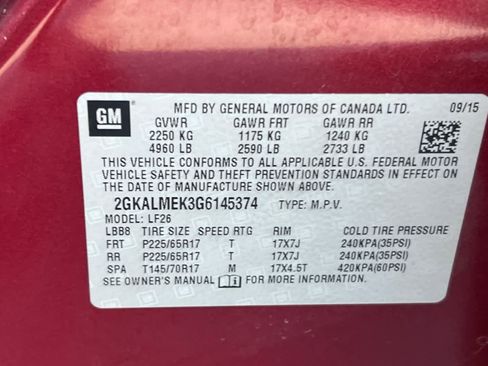 GM
MFD BY GENERAL MOTORS OF CANADA LTD. 09/15
GVWR GAWR FRT GAWR RR
2250 KG 1175 KG 1240 KG
4960 LB 2590 LB 2733 LB
THIS VEHICLE CONFORMS TO ALL APPLICABLE U.S. FEDERAL MOTOR
VEHICLE SAFETY AND THEFT PREVENTION STANDARDS IN EFFECT ON
THE DATE OF MANUFACTURE SHOWN ABOVE.
2GKALMEK3G6145374 TYPE: M.P.V.
MODEL: LF26
LBB8 TIRE SIZE SPEED RTG RIM COLD TIRE PRESSURE
FRT P225/65R17 T 17X7J 240KPA(35PSI)
RR P225/65R17 T 17X7J 240KPA(35PSI)
SPA T145/70R17 M 17X4.5T 420KPA(60PSI)
SEE OWNER'S MANUAL FOR MORE INFORMATION.